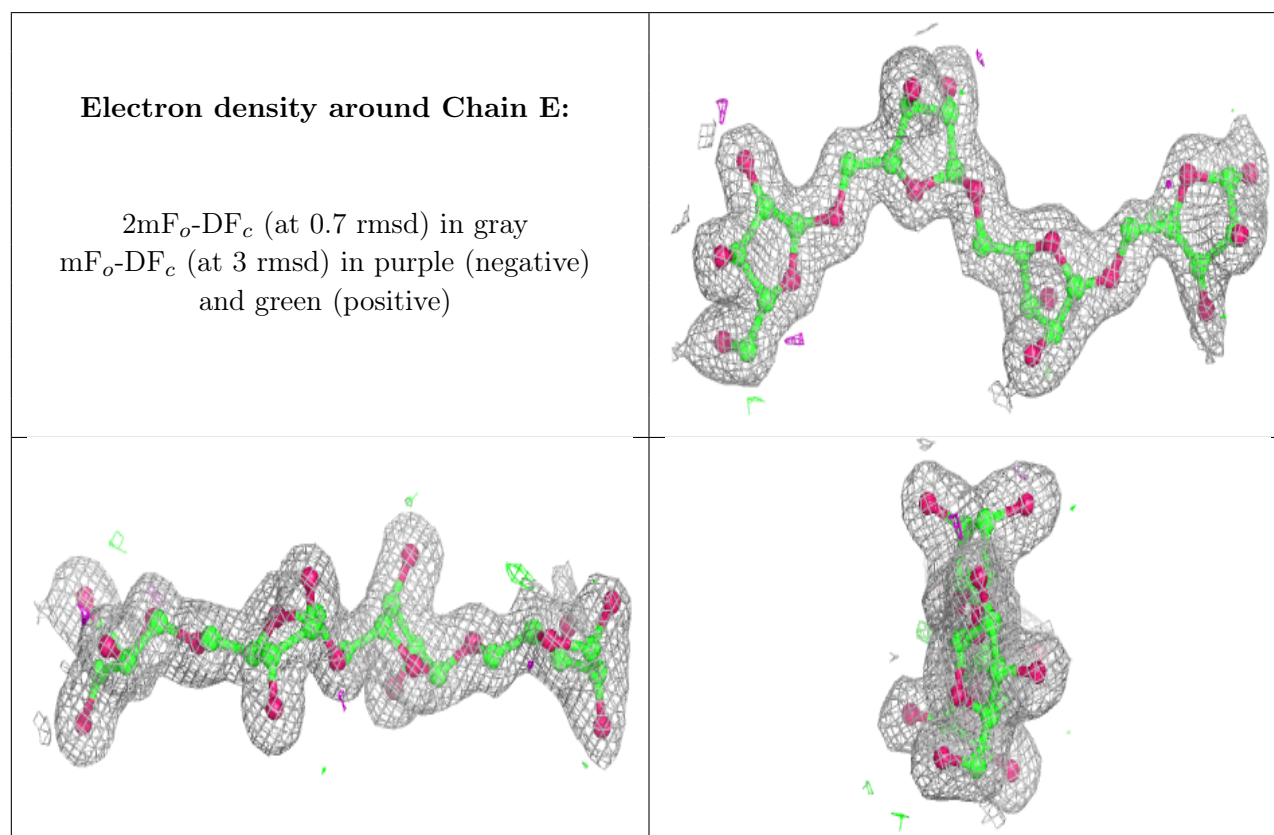 Electron density around Chain E:
2mFₒ-DF𝒸 (at 0.7 rmsd) in gray
mFₒ-DF𝒸 (at 3 rmsd) in purple (negative)
and green (positive)